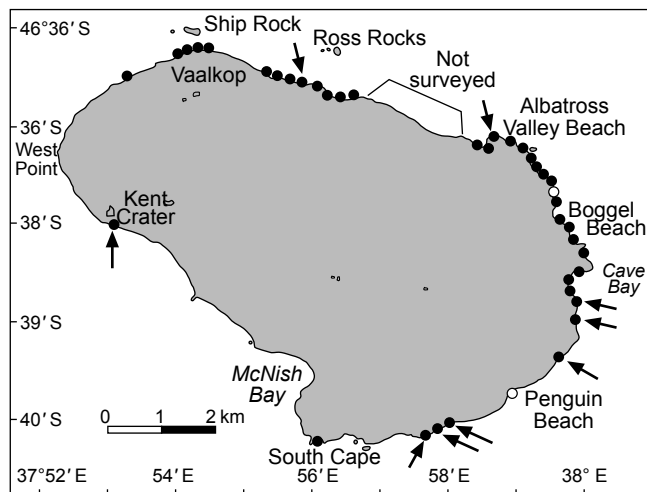 46°36′ S
Ship Rock
Ross Rocks
Vaalkop
Not
surveyed
Albatross
Valley Beach
36° S
West
Point
Kent
Crater
Boggel
Beach
38° S
Cave
Bay
39° S
McNish
Bay
Penguin
Beach
40° S
0 1 2 km
South Cape
37°52′ E 54′ E 56′ E 58′ E 38° E